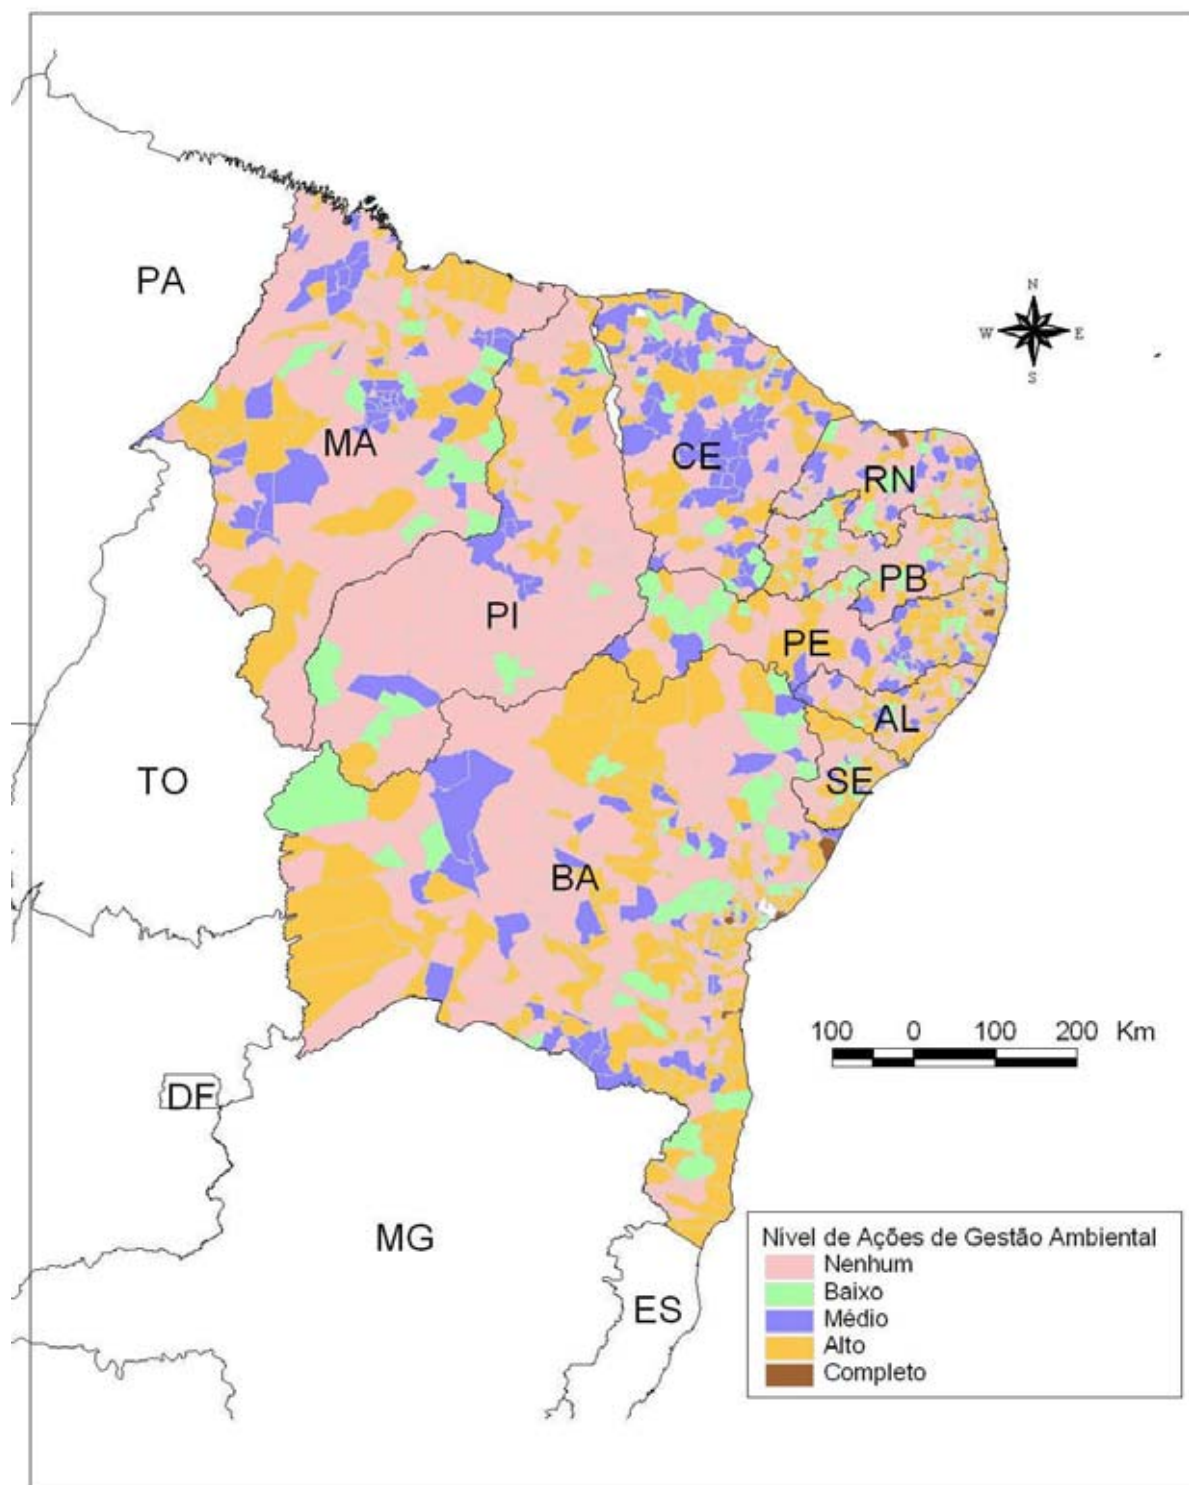 PA
N
W
E
S
MA
CE
RN
PB
PI
PE
AL
TO
SE
BA
100 0 100 200 Km
DF
MG
ES
Nível de Ações de Gestão Ambiental
Nenhum
Baixo
Médio
Alto
Completo